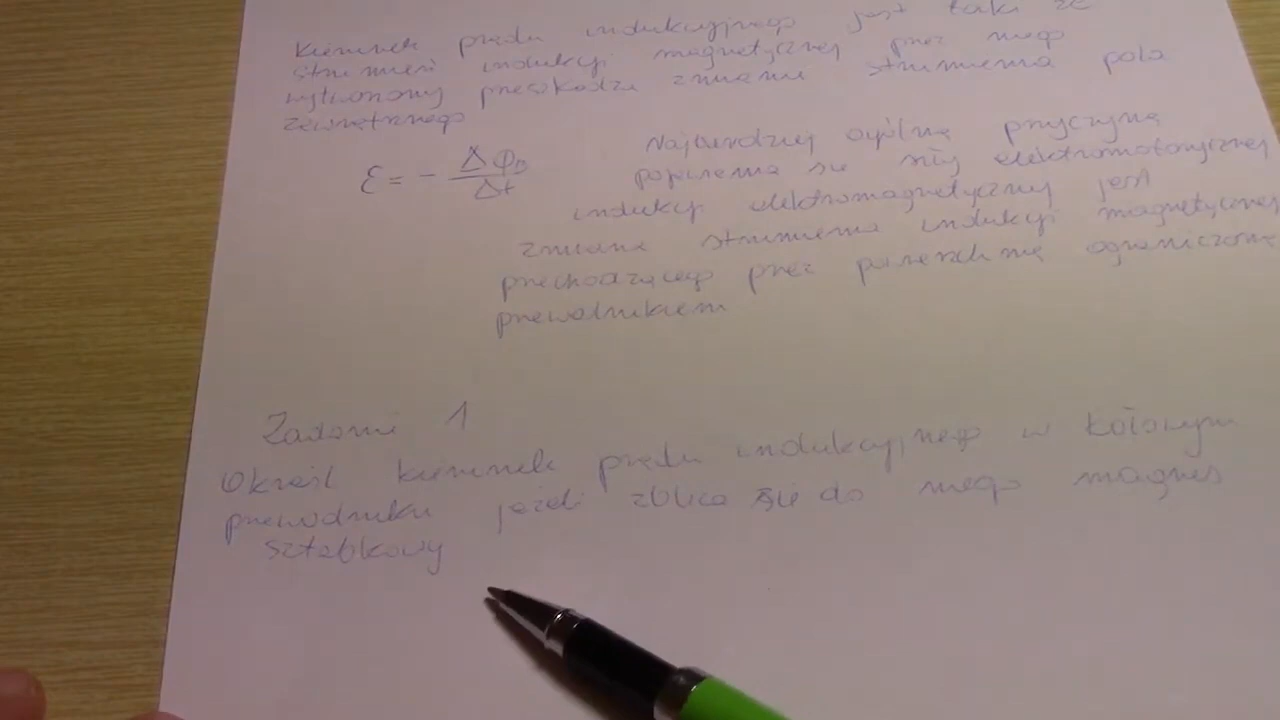 Kierunek prądu indukcyjnego jest taki że
strumień indukcji magnetycznej przez niego
wytworzony przeszkadza zmianie strumienia pola
zewnętrznego
ε = - ΔΦB / Δt
Najbardziej ogólną przyczyną
pojawienia się siły elektromotorycznej
indukcji elektromagnetycznej jest
zmiana strumienia indukcji magnetycznej
przechodzącego przez powierzchnię ograniczoną
przewodnikiem
Zadanie 1
Określ kierunek prądu indukcyjnego w kołowym
przewodniku jeżeli zbliża się do niego magnes
sztabkowy